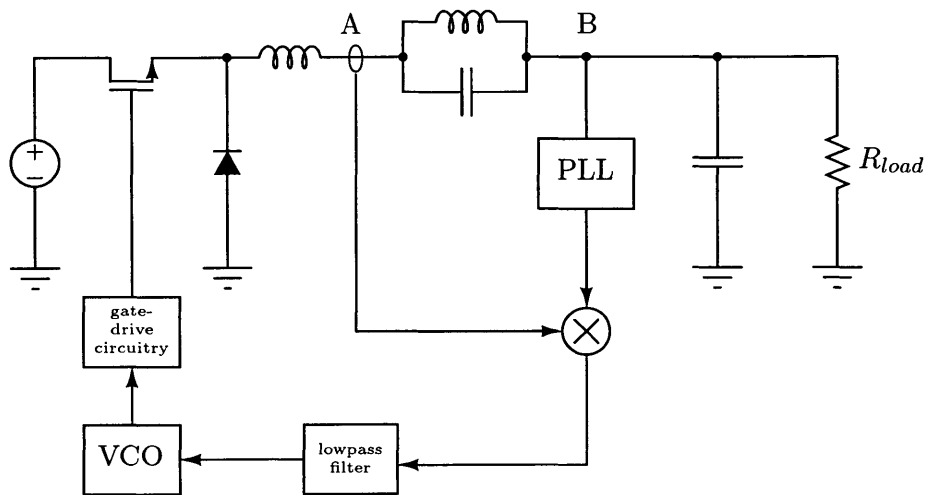 A
B
+
−
PLL
R_load
gate-
drive
circuitry
VCO
lowpass
filter